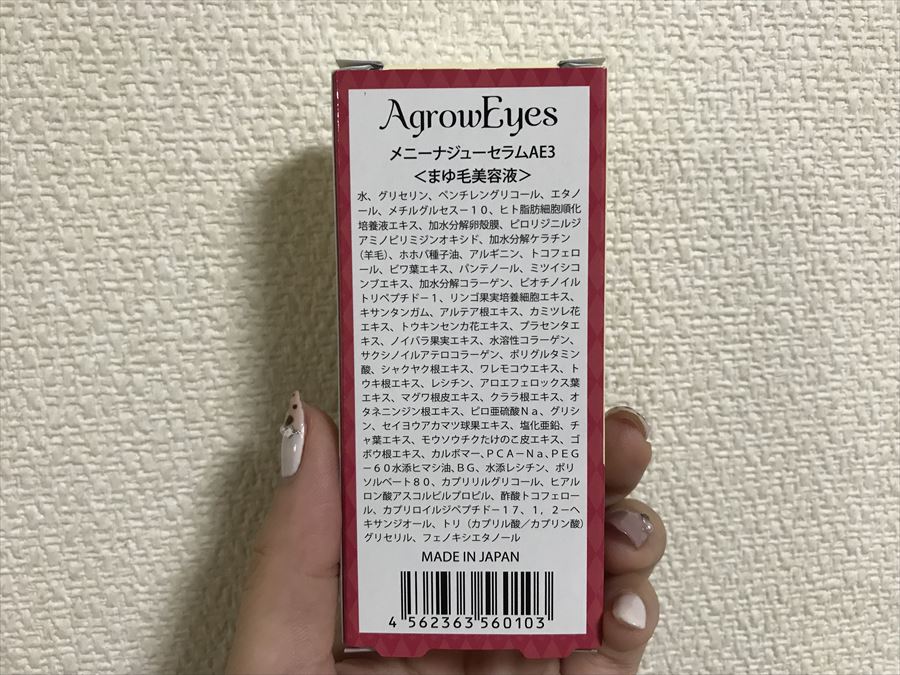 AgrowEyes
メニーナジューセラムAE3
＜まゆ毛美容液＞
水、グリセリン、ペンチレングリコール、エタノ
ール、メチルグルセス－10、ヒト脂肪細胞順化
培養液エキス、加水分解卵殻膜、ピロリジニルジ
アミノピリミジンオキシド、加水分解ケラチン
（羊毛）、ホホバ種子油、アルギニン、トコフェロ
ール、ビワ葉エキス、パンテノール、ミツイシコ
ンブエキス、加水分解コラーゲン、ビオチノイル
トリペプチド－1、リンゴ果実培養細胞エキス、
キサンタンガム、アルテア根エキス、カミツレ花
エキス、トウキンセンカ花エキス、プラセンタエ
キス、ノイバラ果実エキス、水溶性コラーゲン、
サクシノイルアテロコラーゲン、ポリグルタミン
酸、シャクヤク根エキス、ワレモコウエキス、ト
ウキ根エキス、レシチン、アロエフェロックス葉
エキス、マグワ根皮エキス、クララ根エキス、オ
タネニンジン根エキス、ピロ亜硫酸Ｎａ、グリシ
ン、セイヨウアカマツ球果エキス、塩化亜鉛、チ
ャ葉エキス、モウソウチクたけのこ皮エキス、ゴ
ボウ根エキス、カルボマー、ＰＣＡ－Ｎａ、ＰＥＧ
－60水添ヒマシ油、ＢＧ、水添レシチン、ポリ
ソルベート80、カプリリルグリコール、ヒアル
ロン酸アスコルビルプロピル、酢酸トコフェロー
ル、カプロイルジペプチド－17、1，2－ヘ
キサンジオール、トリ（カプリル酸／カプリン酸）
グリセリル、フェノキシエタノール
MADE IN JAPAN
4 562363 560103